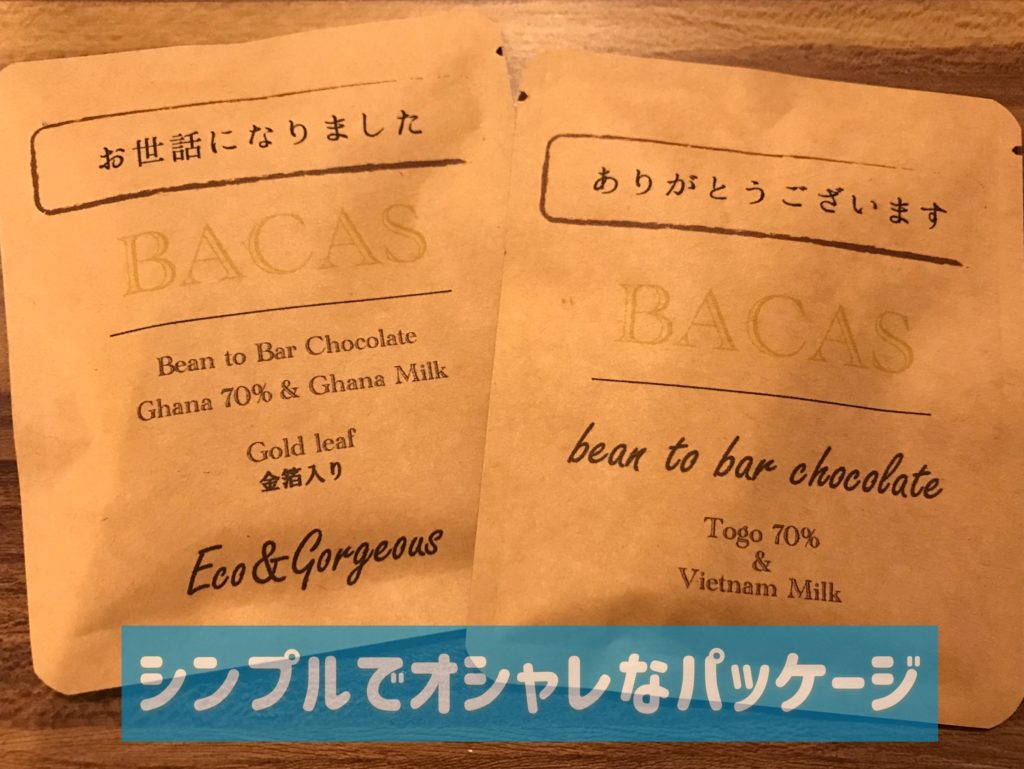 お世話になりました
BACAS
Bean to Bar Chocolate
Ghana 70% & Ghana Milk
Gold leaf
金箔入り
Eco&Gorgeous
ありがとうございます
BACAS
bean to bar chocolate
Togo 70%
&
Vietnam Milk
シンプルでオシャレなパッケージ